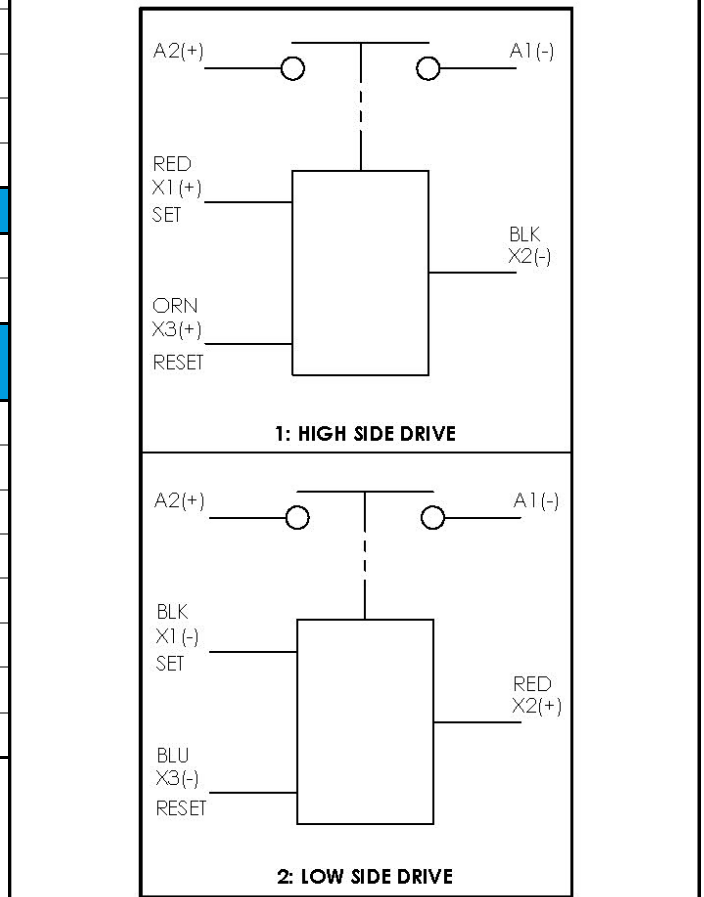 A2(+)
A1(-)
RED
X1(+)
SET
BLK
X2(-)
ORN
X3(+)
RESET
1: HIGH SIDE DRIVE
A2(+)
A1(-)
BLK
X1(-)
SET
RED
X2(+)
BLU
X3(-)
RESET
2: LOW SIDE DRIVE